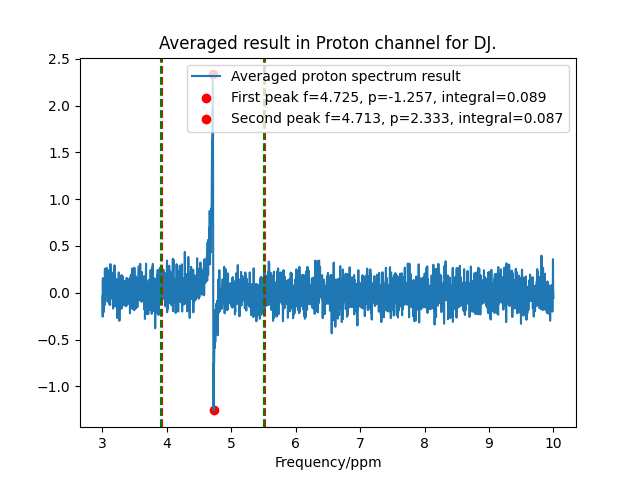 Averaged result in Proton channel for DJ.
Averaged proton spectrum result
First peak f=4.725, p=-1.257, integral=0.089
Second peak f=4.713, p=2.333, integral=0.087
2.5
2.0
1.5
1.0
0.5
0.0
−0.5
−1.0
3 4 5 6 7 8 9 10
Frequency/ppm